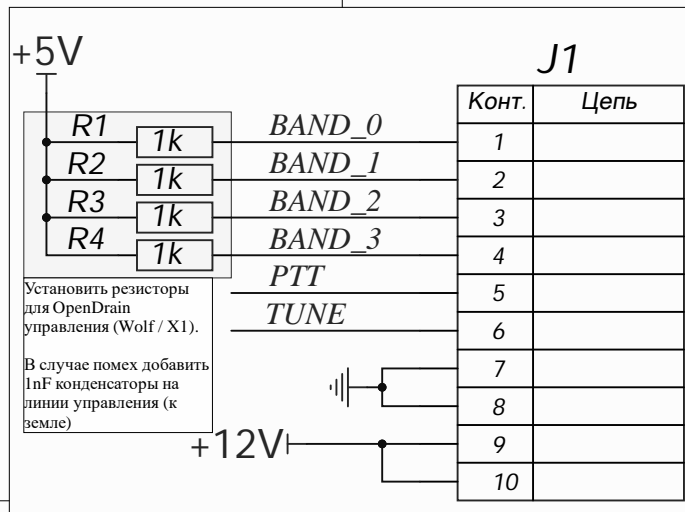 +5V
J1
Конт. Цепь
R1 1k BAND_0 1
R2 1k BAND_1 2
R3 1k BAND_2 3
R4 1k BAND_3 4
PTT 5
TUNE 6
7
8
+12V 9
10
Установить резисторы
для OpenDrain
управления (Wolf / X1).
В случае помех добавить
1nF конденсаторы на
линии управления (к
земле)